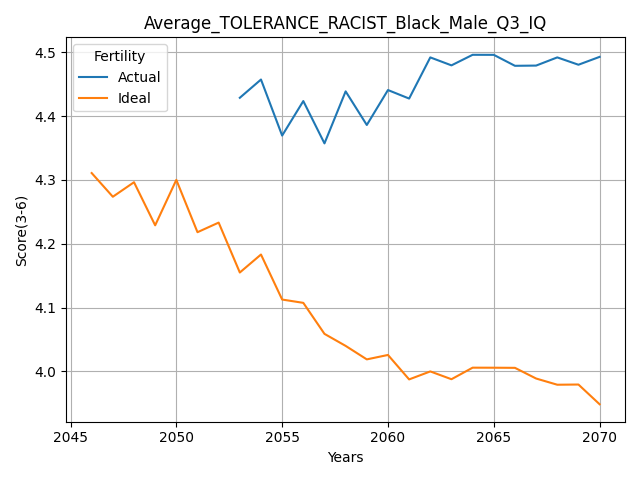 Average_TOLERANCE_RACIST_Black_Male_Q3_IQ
Fertility
Actual
Ideal
4.5
4.4
4.3
4.2
4.1
4.0
Score(3-6)
2045
2050
2055
2060
2065
2070
Years